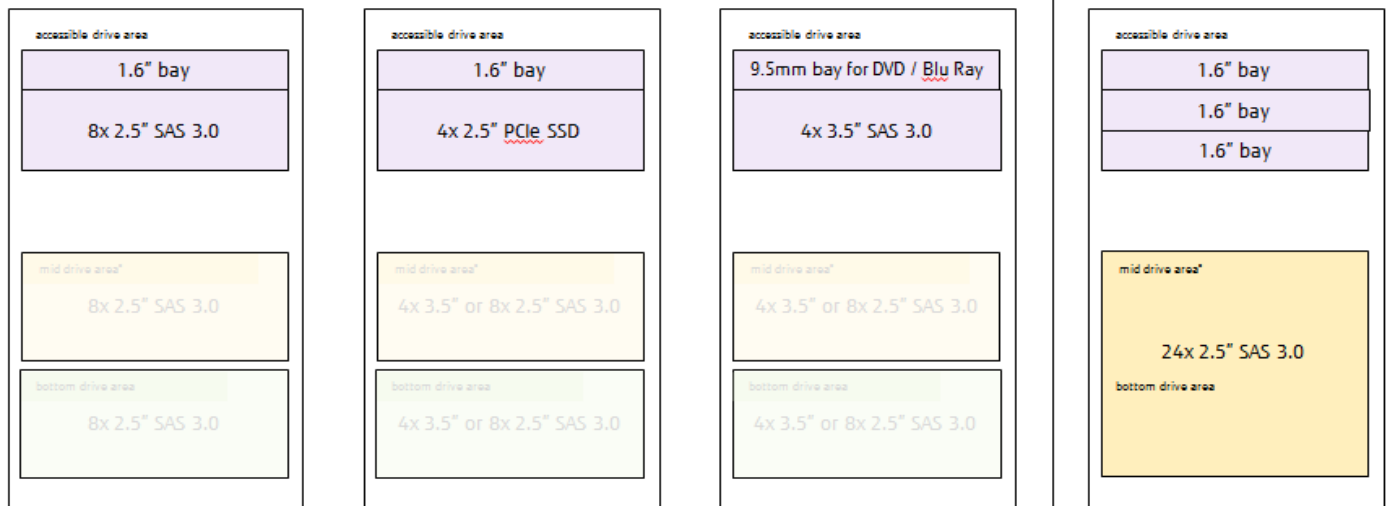 accessible drive area
1.6" bay
8x 2.5" SAS 3.0
mid drive area*
8x 2.5" SAS 3.0
bottom drive area
8x 2.5" SAS 3.0
accessible drive area
1.6" bay
4x 2.5" PCIe SSD
mid drive area*
4x 3.5" or 8x 2.5" SAS 3.0
bottom drive area
4x 3.5" or 8x 2.5" SAS 3.0
accessible drive area
9.5mm bay for DVD / Blu Ray
4x 3.5" SAS 3.0
mid drive area*
4x 3.5" or 8x 2.5" SAS 3.0
bottom drive area
4x 3.5" or 8x 2.5" SAS 3.0
accessible drive area
1.6" bay
1.6" bay
1.6" bay
mid drive area*
24x 2.5" SAS 3.0
bottom drive area